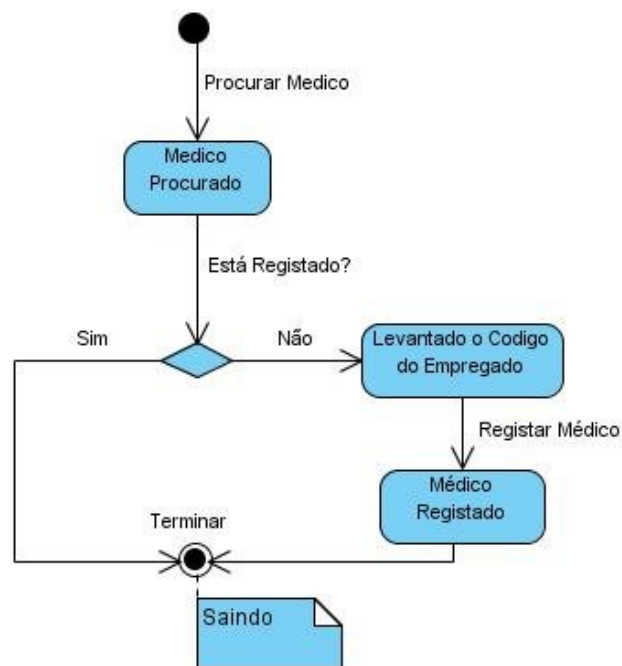 Procurar Medico
Medico
Procurado
Está Registado?
Sim
Não
Levantado o Codigo
do Empregado
Registar Médico
Médico
Registado
Terminar
Saindo